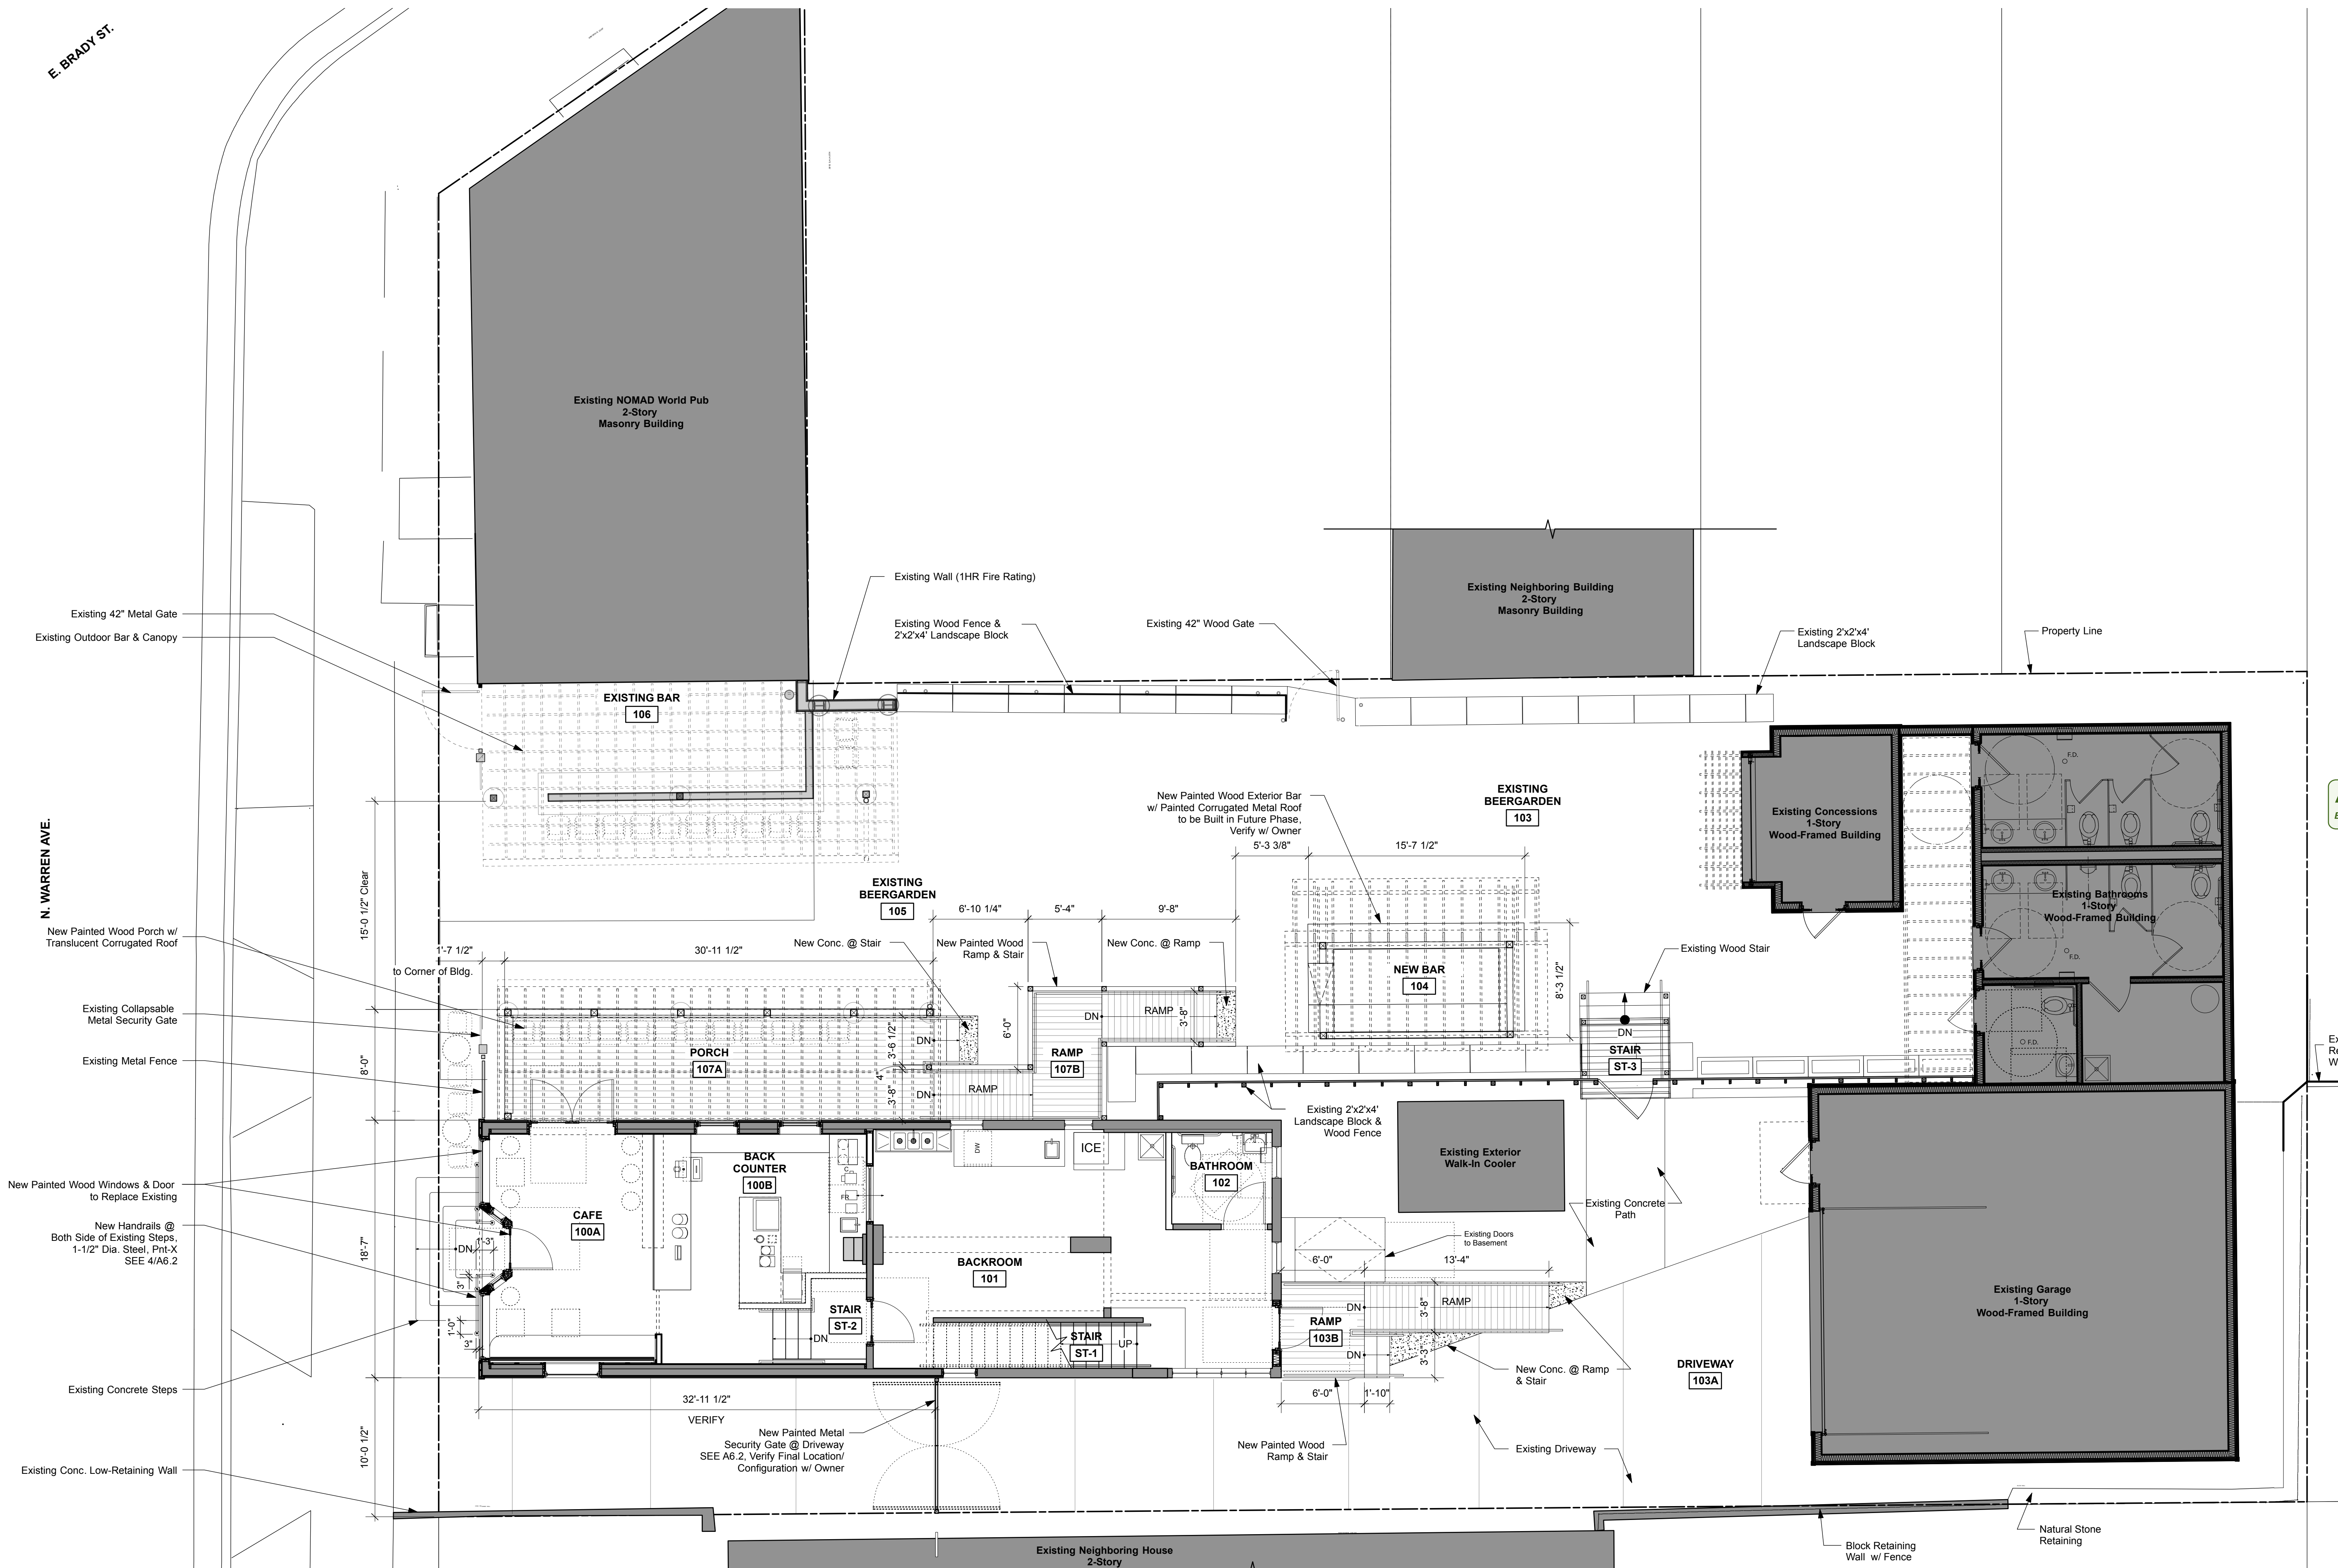 E. BRADY ST.
Existing NOMAD World Pub
2-Story
Masonry Building
Existing Wall (1HR Fire Rating)
Existing Wood Fence &
2'x2'x4' Landscape Block
Existing 42" Wood Gate
Existing Neighboring Building
2-Story
Masonry Building
Existing 2'x2'x4'
Landscape Block
Property Line
Existing 42" Metal Gate
Existing Outdoor Bar & Canopy
EXISTING BAR
106
N. WARREN AVE.
15'-0 1/2" Clear
New Painted Wood Exterior Bar
w/ Painted Corrugated Metal Roof
to be Built in Future Phase,
Verify w/ Owner
EXISTING
BEERGARDEN
103
Existing Concessions
1-Story
Wood-Framed Building
F.D.
Existing Bathrooms
1-Story
Wood-Framed Building
F.D.
F.D.
5'-3 3/8"
15'-7 1/2"
EXISTING
BEERGARDEN
105
6'-10 1/4"
5'-4"
9'-8"
New Painted Wood Porch w/
Translucent Corrugated Roof
1'-7 1/2"
to Corner of Bldg.
30'-11 1/2"
New Conc. @ Stair
New Painted Wood
Ramp & Stair
New Conc. @ Ramp
Existing Wood Stair
NEW BAR
104
8'-3 1/2"
Existing Collapsable
Metal Security Gate
Existing Metal Fence
8'-0"
PORCH
107A
3'-6 1/2"
DN
4"
3'-8"
DN
RAMP
6'-0"
RAMP
107B
DN
RAMP
3'-8"
DN
STAIR
ST-3
Existing 2'x2'x4'
Landscape Block &
Wood Fence
Existing Exterior
Walk-In Cooler
Existing Concrete
Path
Existing Doors
to Basement
New Painted Wood Windows & Door
to Replace Existing
New Handrails @
Both Side of Existing Steps,
1-1/2" Dia. Steel, Pnt-X
SEE 4/A6.2
DN
1'-3"
3"
1'-0"
3"
18'-7"
CAFE
100A
BACK
COUNTER
100B
C
FR
DW
ICE
BATHROOM
102
BACKROOM
101
STAIR
ST-2
DN
STAIR
ST-1
UP
6'-0"
13'-4"
DN
RAMP
3'-8"
RAMP
103B
DN
3'-3"
6'-0"
1'-10"
New Conc. @ Ramp
& Stair
DRIVEWAY
103A
Existing Garage
1-Story
Wood-Framed Building
Existing Concrete Steps
32'-11 1/2"
VERIFY
10'-0 1/2"
New Painted Metal
Security Gate @ Driveway
SEE A6.2, Verify Final Location/
Configuration w/ Owner
New Painted Wood
Ramp & Stair
Existing Driveway
Existing Conc. Low-Retaining Wall
Existing Neighboring House
2-Story
Block Retaining
Wall w/ Fence
Natural Stone
Retaining